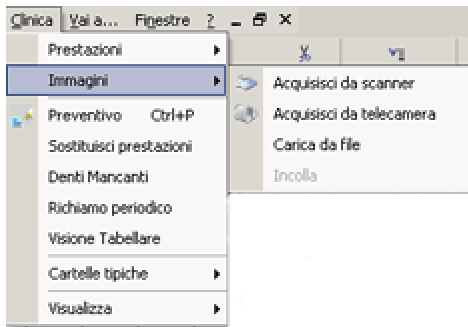 Clinica Vai a... Finestre ?
Prestazioni
Immagini
Preventivo Ctrl+P
Sostituisci prestazioni
Denti Mancanti
Richiamo periodico
Visione Tabellare
Cartelle tipiche
Visualizza
Acquisisci da scanner
Acquisisci da telecamera
Carica da file
Incolla